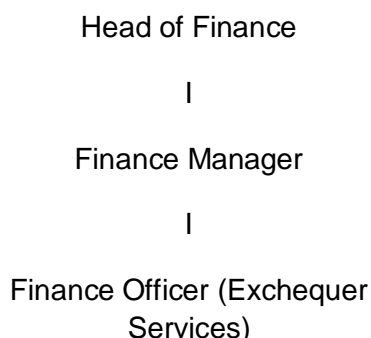 Head of Finance
I
Finance Manager
I
Finance Officer (Exchequer
Services)